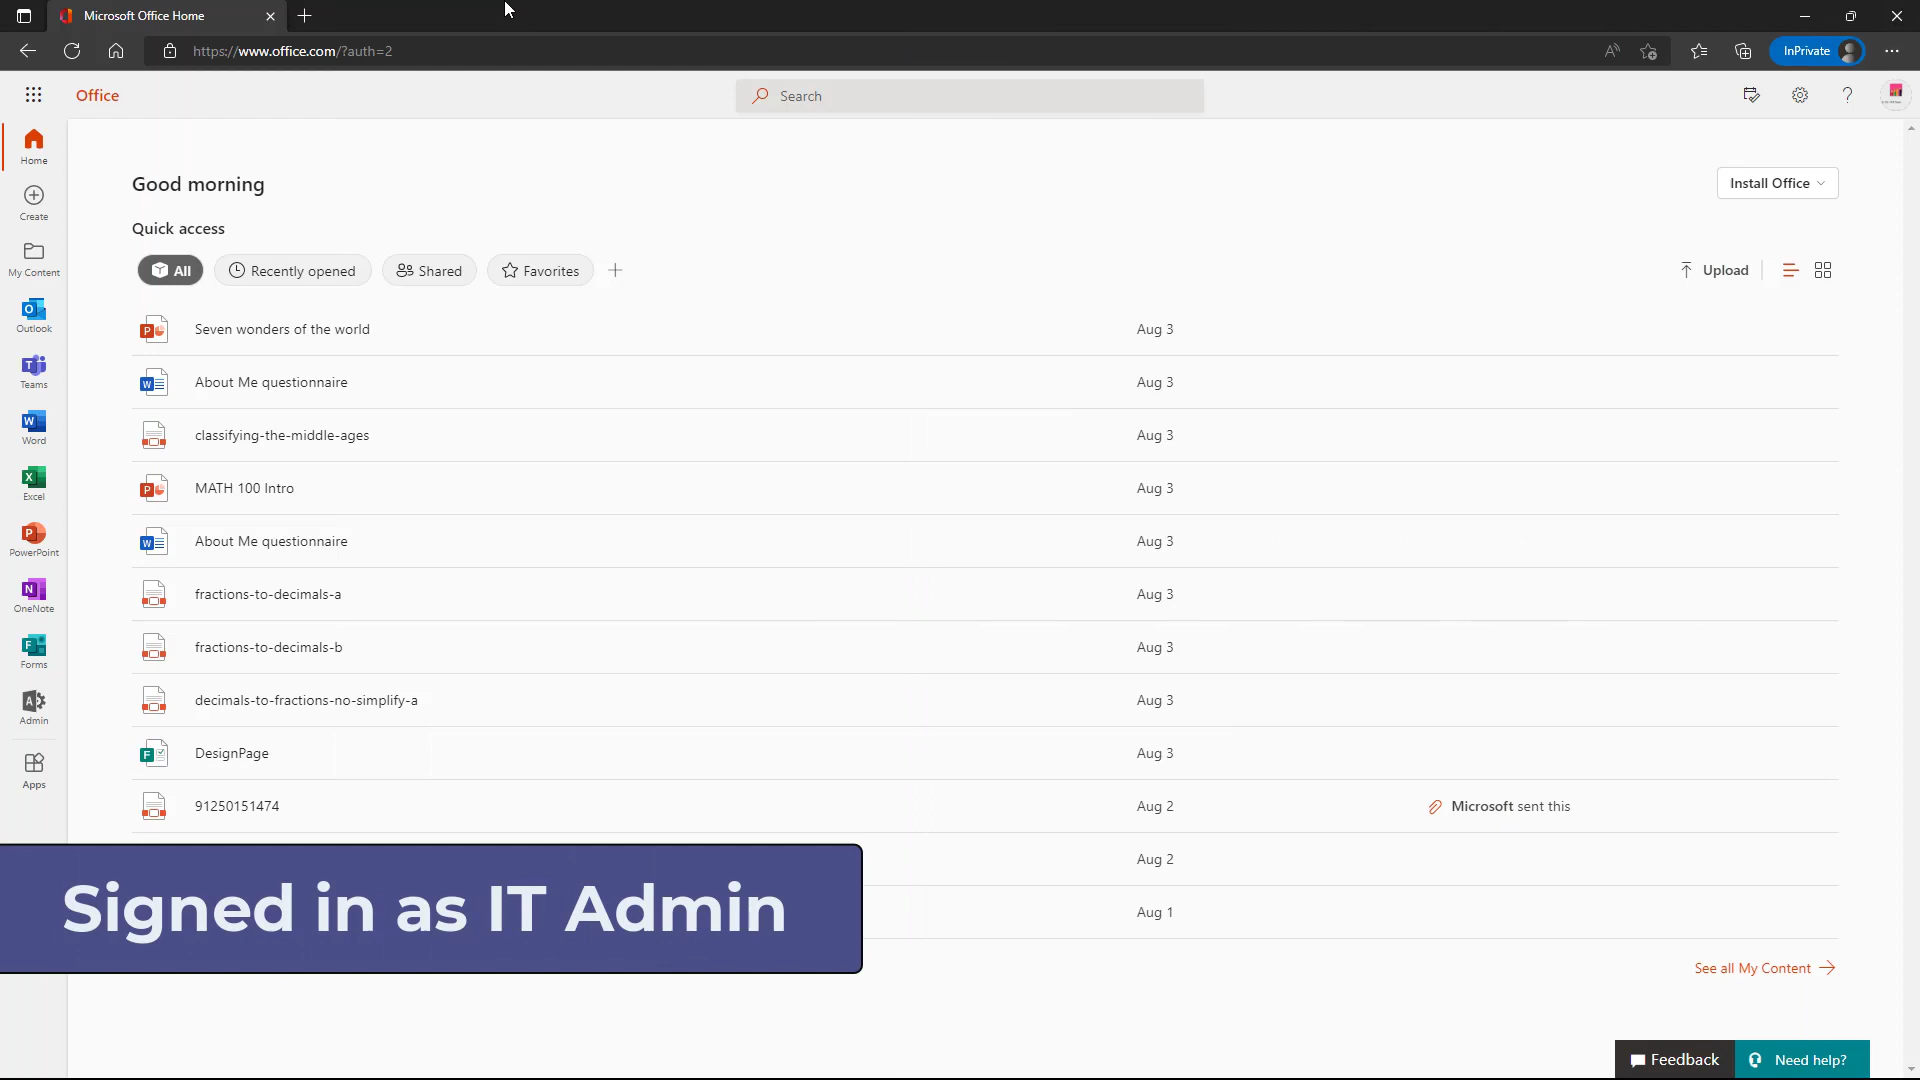 Microsoft Office Home
https://www.office.com/?auth=2
InPrivate
Office
Search
Home
Create
My Content
Outlook
Teams
Word
Excel
PowerPoint
OneNote
Forms
Admin
Apps
Good morning
Install Office
Quick access
All
Recently opened
Shared
Favorites
Upload
Seven wonders of the world Aug 3
About Me questionnaire Aug 3
classifying-the-middle-ages Aug 3
MATH 100 Intro Aug 3
About Me questionnaire Aug 3
fractions-to-decimals-a Aug 3
fractions-to-decimals-b Aug 3
decimals-to-fractions-no-simplify-a Aug 3
DesignPage Aug 3
91250151474 Aug 2 Microsoft sent this
Aug 2
Aug 1
Signed in as IT Admin
See all My Content
Feedback
Need help?